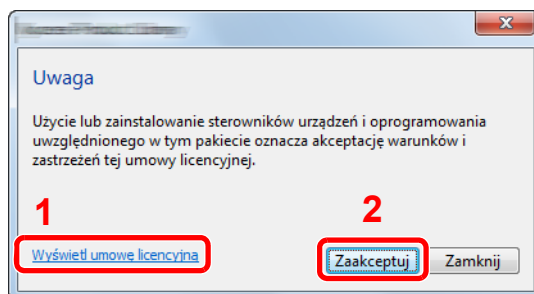 Uwaga
Użycie lub zainstalowanie sterowników urządzeń i oprogramowania
uwzględnionego w tym pakiecie oznacza akceptację warunków i
zastrzeżeń tej umowy licencyjnej.
1
2
Wyświetl umowę licencyjną
Zaakceptuj
Zamknij